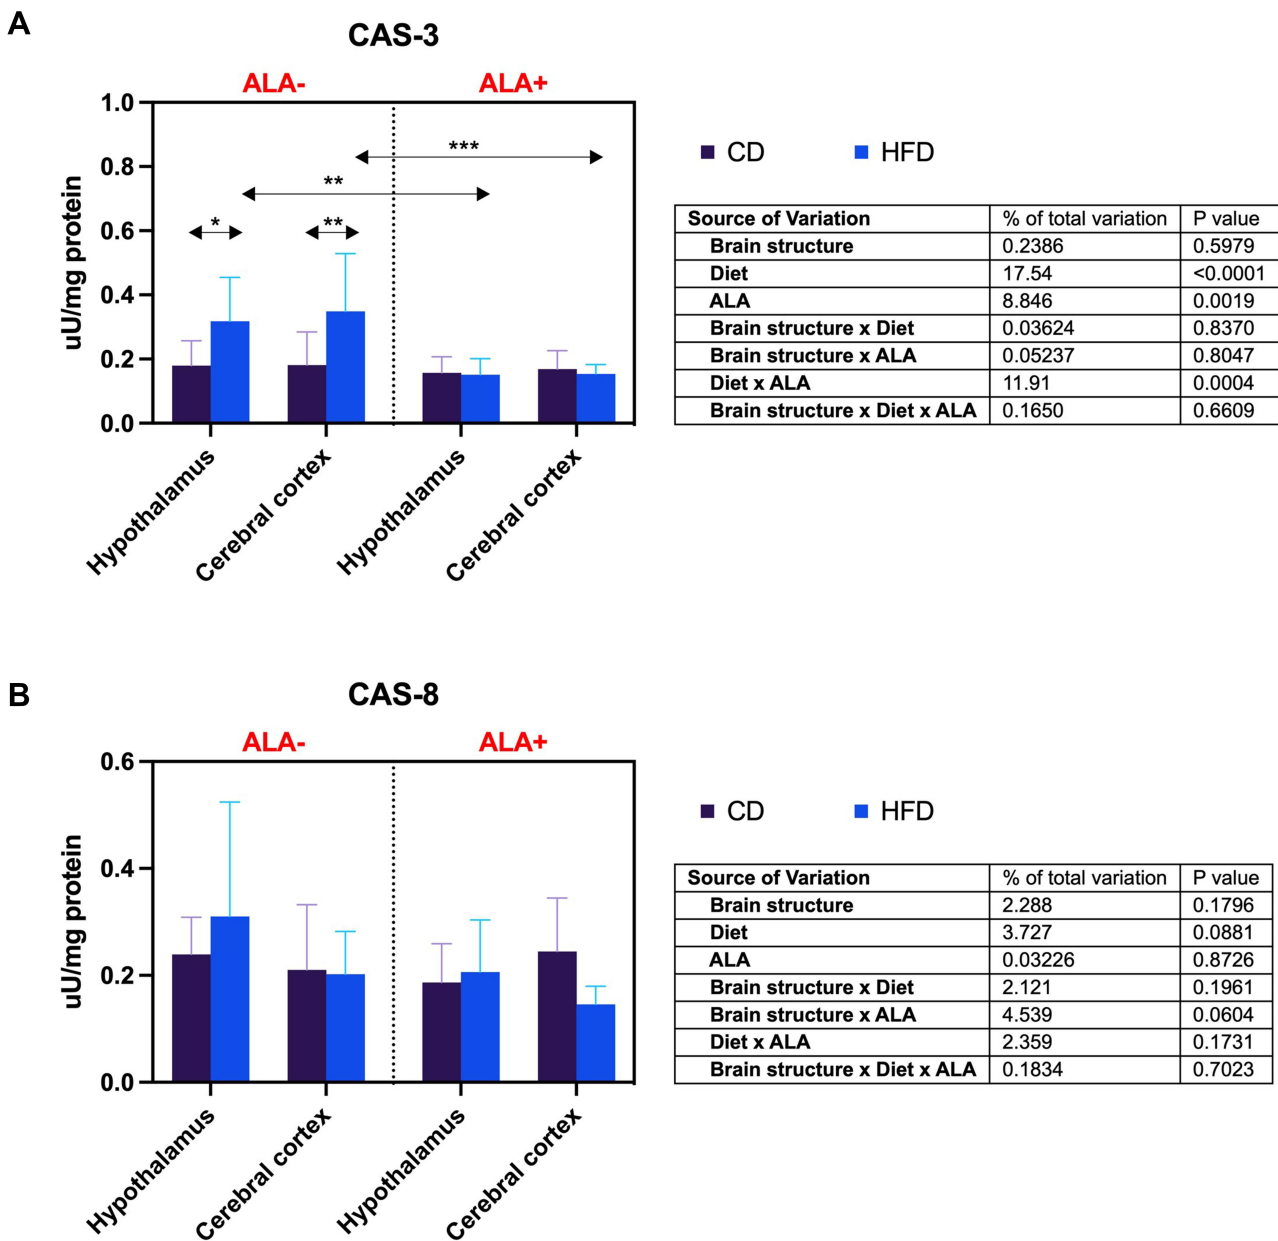 A
CAS-3
ALA- ALA+
1.0
0.8
0.6
0.4
0.2
0.0
uU/mg protein
***
**
* **
Hypothalamus
Cerebral cortex
Hypothalamus
Cerebral cortex
CD HFD
Source of Variation % of total variation P value
Brain structure 0.2386 0.5979
Diet 17.54 <0.0001
ALA 8.846 0.0019
Brain structure x Diet 0.03624 0.8370
Brain structure x ALA 0.05237 0.8047
Diet x ALA 11.91 0.0004
Brain structure x Diet x ALA 0.1650 0.6609
B
CAS-8
ALA- ALA+
0.6
0.4
0.2
0.0
uU/mg protein
Hypothalamus
Cerebral cortex
Hypothalamus
Cerebral cortex
CD HFD
Source of Variation % of total variation P value
Brain structure 2.288 0.1796
Diet 3.727 0.0881
ALA 0.03226 0.8726
Brain structure x Diet 2.121 0.1961
Brain structure x ALA 4.539 0.0604
Diet x ALA 2.359 0.1731
Brain structure x Diet x ALA 0.1834 0.7023